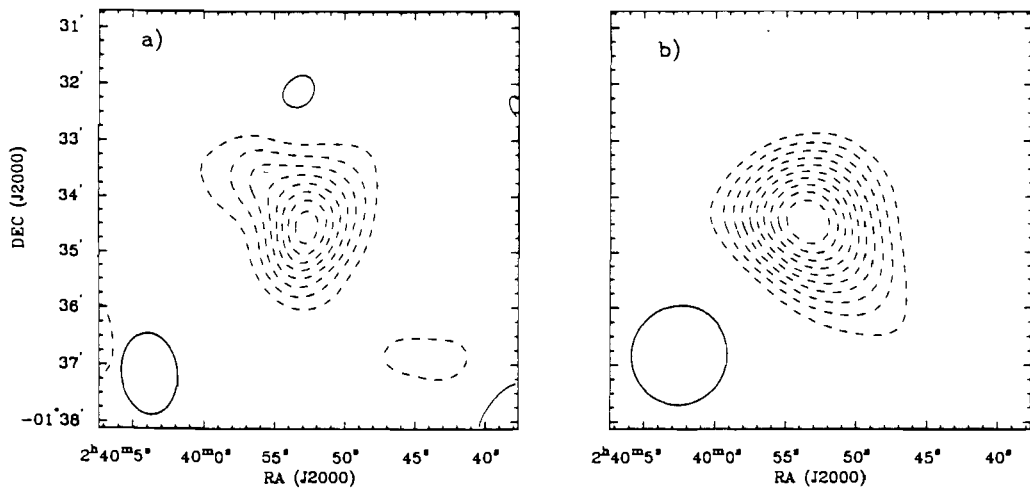 a)
b)
31'
32'
33'
34'
35'
36'
37'
-01°38'
DEC (J2000)
2ʰ40ᵐ5ˢ 40ᵐ0ˢ 55ˢ 50ˢ 45ˢ 40ˢ
RA (J2000)
2ʰ40ᵐ5ˢ 40ᵐ0ˢ 55ˢ 50ˢ 45ˢ 40ˢ
RA (J2000)